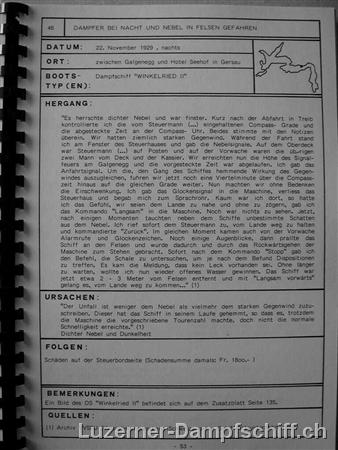 46 DAMPFER BEI NACHT UND NEBEL IN FELSEN GEFAHREN
DATUM: 22. November 1929 , nachts
ORT : zwischen Galgenegg und Hotel Seehof in Gersau
BOOTS- Dampfschiff "WINKELRIED II"
TYP (EN):
HERGANG:
"Es herrschte dichter Nebel und war finster. Kurz nach der Abfahrt in Treib
kontrollierte ich die vom Steuermann (...) eingehaltenen Compass- Grade und
die abgesteckte Zeit an der Compass- Uhr. Beides stimmte mit den Notizen
überein. Wir hatten ziemlich starken Gegenwind. Während der Fahrt stand
ich am Fenster des Steuerhauses und gab die Nebelsignale. Auf dem Oberdeck
war Steuermann (...) auf Posten und auf der Vorwache waren die übrigen
zwei Mann vom Deck und der Kassier. Wir erreichten nun die Höhe des Signal-
feuers am Galgenegg und die vorgesteckte Zeit war abgelaufen. Ich gab das
Anfahrtsignal. Um die, den Gang des Schiffes hemmende Wirkung des Gegen-
windes auszugleichen, fuhren wir jetzt noch eine Viertelminute über die Compass-
zeit hinaus auf die gleichen Grade weiter. Nun machten wir ohne Bedenken
die Einschwenkung. Ich gab das Glockensignal in die Maschine, verliess das
Steuerhaus und begab mich zum Sprachrohr. Kaum war ich dort, so hatte
ich das Gefühl, wir seien dem Lande zu nahe und ohne zu zögern, gab ich
das Kommando "Langsam" in die Maschine. Noch war nichts zu sehen. Jetzt,
nach einigen Momenten tauchten neben dem Schiffe unbestimmte Schatten
aus dem Nebel. Ich rief sofort dem Steuermann zu, vom Lande weg zu halten
und kommandierte "Zurück". Im gleichen Moment kamen auch von der Vorwache
Alarmrufe und Glockenzeichen. Noch einige Augenblicke, dann prallte das
Schiff an den Felsen und wurde dadurch und durch das Rückwärtsgehen der
Maschine zum Stehen gebracht. Sofort nach dem Kommando "Stopp" gab ich
den Befehl, die Schale zu untersuchen, um je nach dem Befund Dispositionen
zu treffen. Es kam die Meldung, dass kein Leck vorhanden sei. Ohne länger
zu warten, wollte ich nun wieder offenes Wasser gewinnen. Das Schiff war
jetzt etwa 2 - 3 Meter vom Felsen entfernt und mit "Langsam vorwärts"
gelang es, vom Lande weg zu kommen..." (1)
URSACHEN :
"Der Unfall ist weniger dem Nebel als vielmehr dem starken Gegenwind zuzu-
schreiben. Dieser hat das Schiff in seinem Laufe gehemmt, so dass es, trotzdem
die Maschine die vorgeschriebene Tourenzahl machte, doch nicht die normale
Schnelligkeit erreichte." (1)
Dichter Nebel und Dunkelheit
FOLGEN :
Schäden auf der Steuerbordseite (Schadensumme damals: Fr. 1800.- )
BEMERKUNGEN:
Ein Bild des DS "Winkelried II" befindet sich auf dem Zusatzblatt Seite 135.
QUELLEN :
(1) Archiv
- 53 -
Luzerner-Dampfschiff.ch